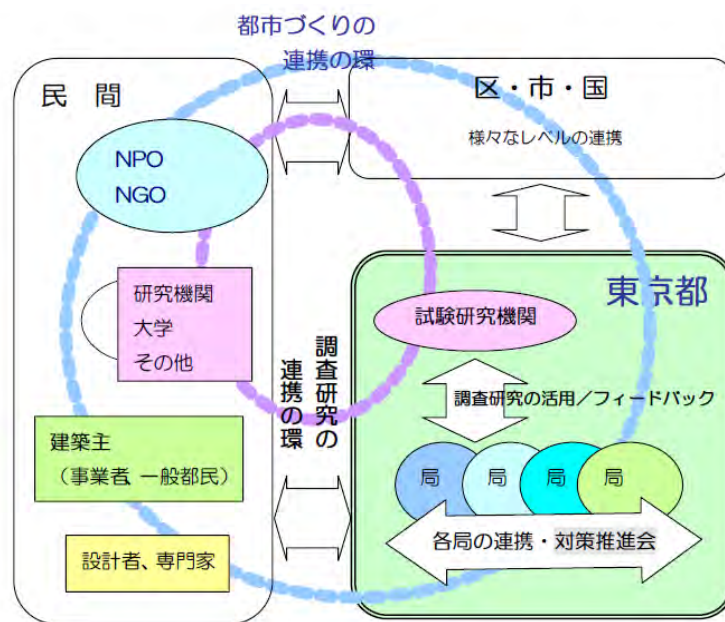 都市づくりの
連携の環
民　間
NPO
NGO
研究機関
大学
その他
建築主
（事業者、一般都民）
設計者、専門家
区・市・国
様々なレベルの連携
調査研究の
連携の環
東京都
試験研究機関
調査研究の活用／フィードバック
局
局
局
局
各局の連携・対策推進会